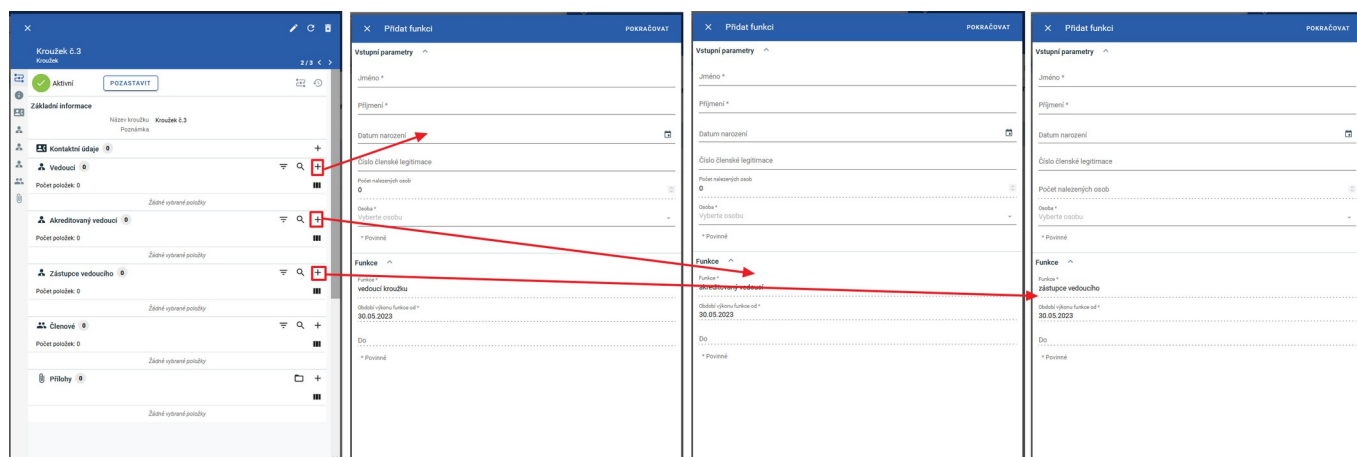 Kroužek č.3
Kroužek
2/3
Aktivní
POZASTAVIT
Základní informace
Název kroužku Kroužek č.3
Poznámka
Kontaktní údaje 0
Vedoucí 0
Počet položek: 0
Žádné vybrané položky
Akreditovaný vedoucí 0
Počet položek: 0
Žádné vybrané položky
Zástupce vedoucího 0
Počet položek: 0
Žádné vybrané položky
Členové 0
Počet položek: 0
Žádné vybrané položky
Přílohy 0
Žádné vybrané položky
Přidat funkci POKRAČOVAT
Vstupní parametry
Jméno *
Příjmení *
Datum narození
Číslo členské legitimace
Počet nalezených osob
0
Osoba *
Vyberte osobu
* Povinné
Funkce
Funkce *
vedoucí kroužku
Období výkonu funkce od *
30.05.2023
Do
* Povinné
Přidat funkci POKRAČOVAT
Vstupní parametry
Jméno *
Příjmení *
Datum narození
Číslo členské legitimace
Počet nalezených osob
0
Osoba *
Vyberte osobu
* Povinné
Funkce
Funkce *
akreditovaný vedoucí
Období výkonu funkce od *
30.05.2023
Do
* Povinné
Přidat funkci POKRAČOVAT
Vstupní parametry
Jméno *
Příjmení *
Datum narození
Číslo členské legitimace
Počet nalezených osob
Osoba *
Vyberte osobu
* Povinné
Funkce
Funkce *
zástupce vedoucího
Období výkonu funkce od *
30.05.2023
Do
* Povinné